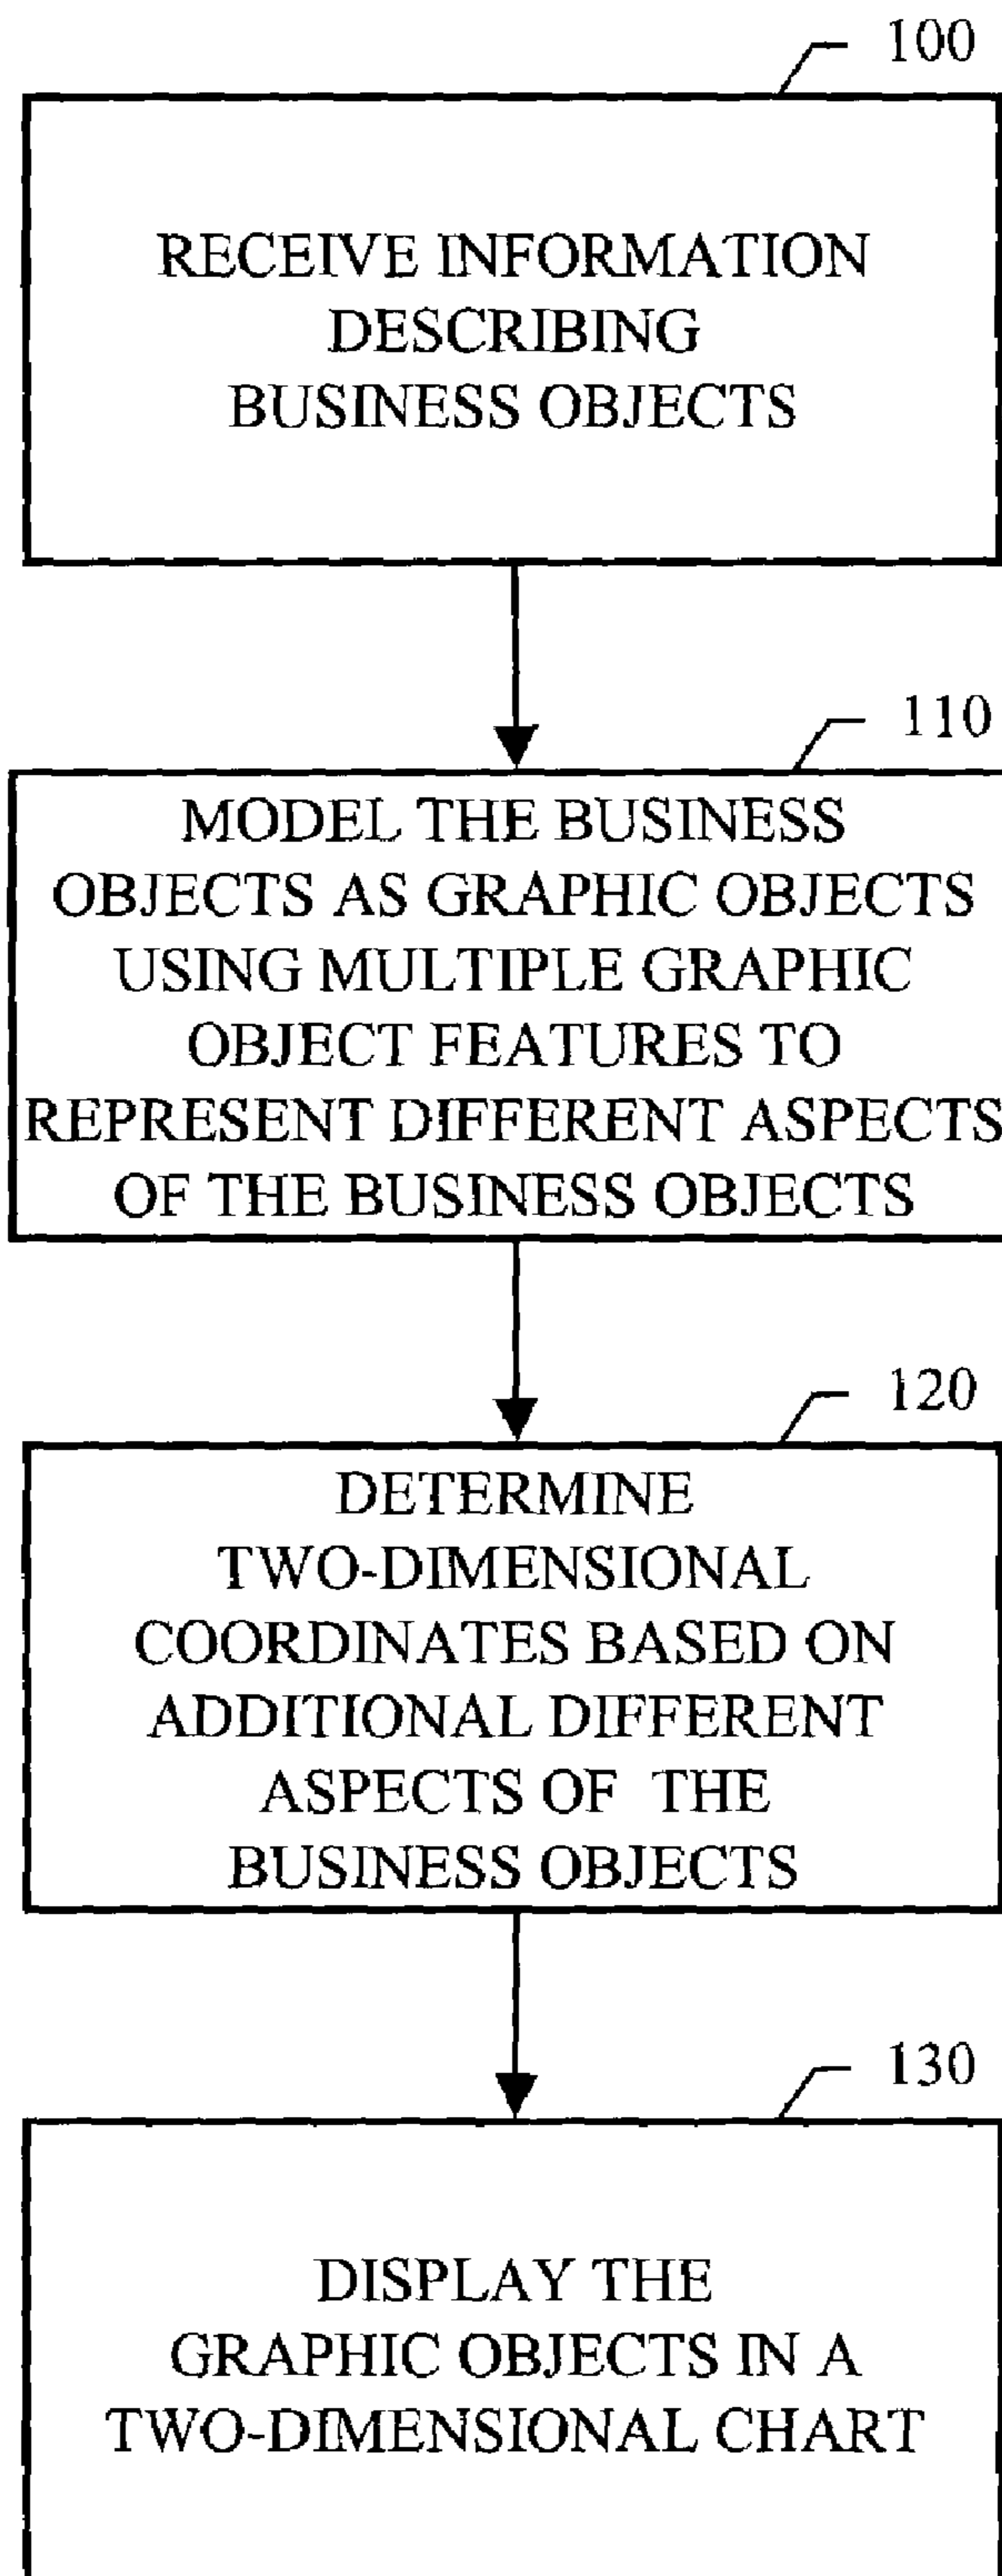 100
RECEIVE INFORMATION
DESCRIBING
BUSINESS OBJECTS
110
MODEL THE BUSINESS
OBJECTS AS GRAPHIC OBJECTS
USING MULTIPLE GRAPHIC
OBJECT FEATURES TO
REPRESENT DIFFERENT ASPECTS
OF THE BUSINESS OBJECTS
120
DETERMINE
TWO-DIMENSIONAL
COORDINATES BASED ON
ADDITIONAL DIFFERENT
ASPECTS OF THE
BUSINESS OBJECTS
130
DISPLAY THE
GRAPHIC OBJECTS IN A
TWO-DIMENSIONAL CHART